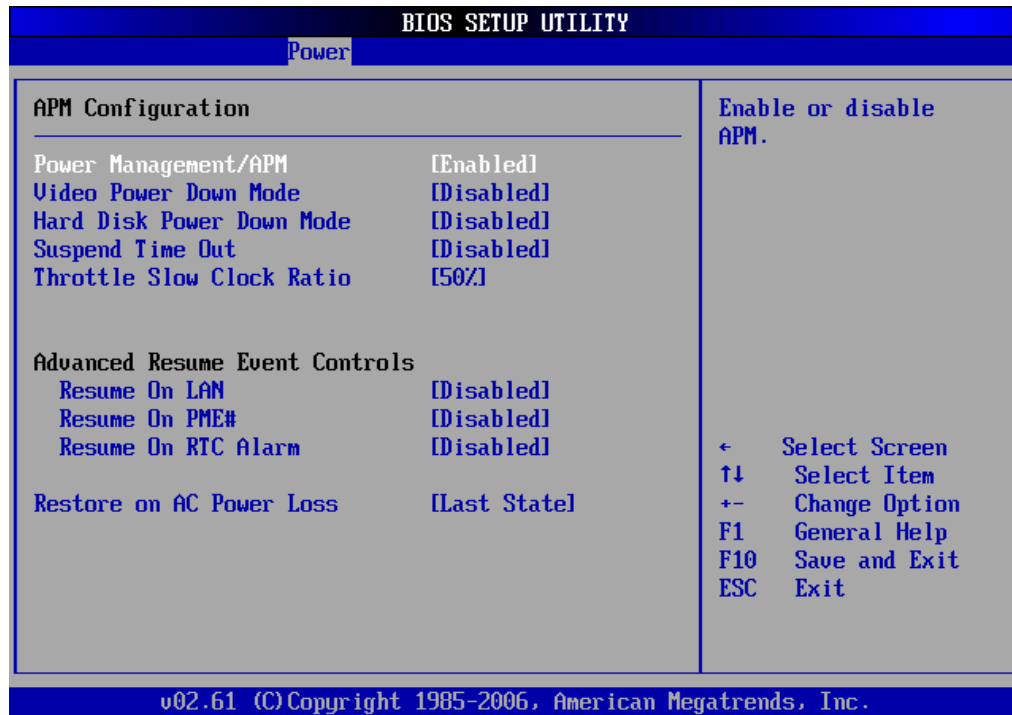 BIOS SETUP UTILITY
Power
APM Configuration
Power Management/APM [Enabled]
Video Power Down Mode [Disabled]
Hard Disk Power Down Mode [Disabled]
Suspend Time Out [Disabled]
Throttle Slow Clock Ratio [50%]
Advanced Resume Event Controls
Resume On LAN [Disabled]
Resume On PME# [Disabled]
Resume On RTC Alarm [Disabled]
Restore on AC Power Loss [Last State]
Enable or disable
APM.
← Select Screen
↑↓ Select Item
+- Change Option
F1 General Help
F10 Save and Exit
ESC Exit
v02.61 (C)Copyright 1985-2006, American Megatrends, Inc.